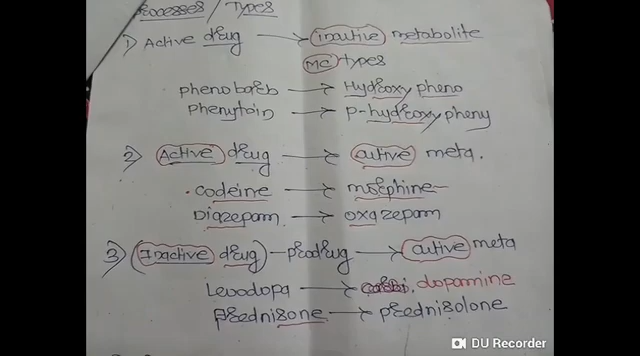 Processes / Types
1) Active drug → inactive metabolite
MC types
phenobarb → Hydroxy pheno
Phenytoin → P-hydroxy pheny
2) Active drug → active meta.
codeine → morphine
Diazepam → oxazepam
3) (Inactive drug) - prodrug → active meta
Levodopa → dopamine
prednisone → prednisolone
DU Recorder